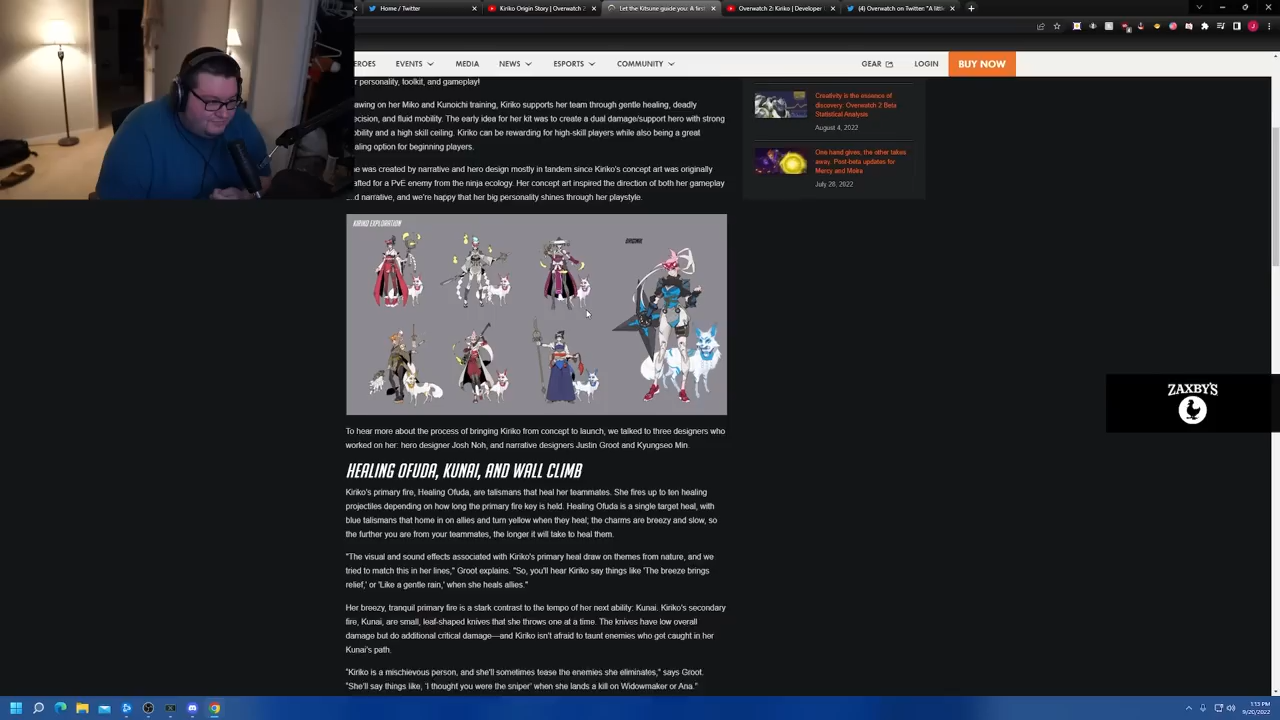 Home / Twitter
Kiriko Origin Story | Overwatch 2
Let the Kitsune guide you: A first
Overwatch 2: Kiriko | Developer
(4) Overwatch on Twitter: "A little
EROES
EVENTS
MEDIA
NEWS
ESPORTS
COMMUNITY
GEAR
LOGIN
BUY NOW
r personality, toolkit, and gameplay!
awing on her Miko and Kunoichi training, Kiriko supports her team through gentle healing, deadly
ecision, and fluid mobility. The early idea for her kit was to create a dual damage/support hero with strong
obility and a high skill ceiling. Kiriko can be rewarding for high-skill players while also being a great
aling option for beginning players.
e was created by narrative and hero design mostly in tandem since Kiriko's concept art was originally
afted for a PvE enemy from the ninja ecology. Her concept art inspired the direction of both her gameplay
d narrative, and we're happy that her big personality shines through her playstyle.
Creativity is the essence of
discovery: Overwatch 2 Beta
Statistical Analysis
August 4, 2022
One hand gives, the other takes
away. Post-beta updates for
Mercy and Moira
July 28, 2022
KIRIKO EXPLORATION
ORIGINAL
To hear more about the process of bringing Kiriko from concept to launch, we talked to three designers who
worked on her: hero designer Josh Noh, and narrative designers Justin Groot and Kyungseo Min.
HEALING OFUDA, KUNAI, AND WALL CLIMB
Kiriko's primary fire, Healing Ofuda, are talismans that heal her teammates. She fires up to ten healing
projectiles depending on how long the primary fire key is held. Healing Ofuda is a single target heal, with
blue talismans that home in on allies and turn yellow when they heal; the charms are breezy and slow, so
the further you are from your teammates, the longer it will take to heal them.
"The visual and sound effects associated with Kiriko's primary heal draw on themes from nature, and we
tried to match this in her lines," Groot explains. "So, you'll hear Kiriko say things like 'The breeze brings
relief,' or 'Like a gentle rain,' when she heals allies."
Her breezy, tranquil primary fire is a stark contrast to the tempo of her next ability: Kunai. Kiriko's secondary
fire, Kunai, are small, leaf-shaped knives that she throws one at a time. The knives have low overall
damage but do additional critical damage—and Kiriko isn't afraid to taunt enemies who get caught in her
Kunai's path.
"Kiriko is a mischievous person, and she'll sometimes tease the enemies she eliminates," says Groot.
"She'll say things like, 'I thought you were the sniper' when she lands a kill on Widowmaker or Ana."
ZAXBY'S
1:13 PM
9/20/2022